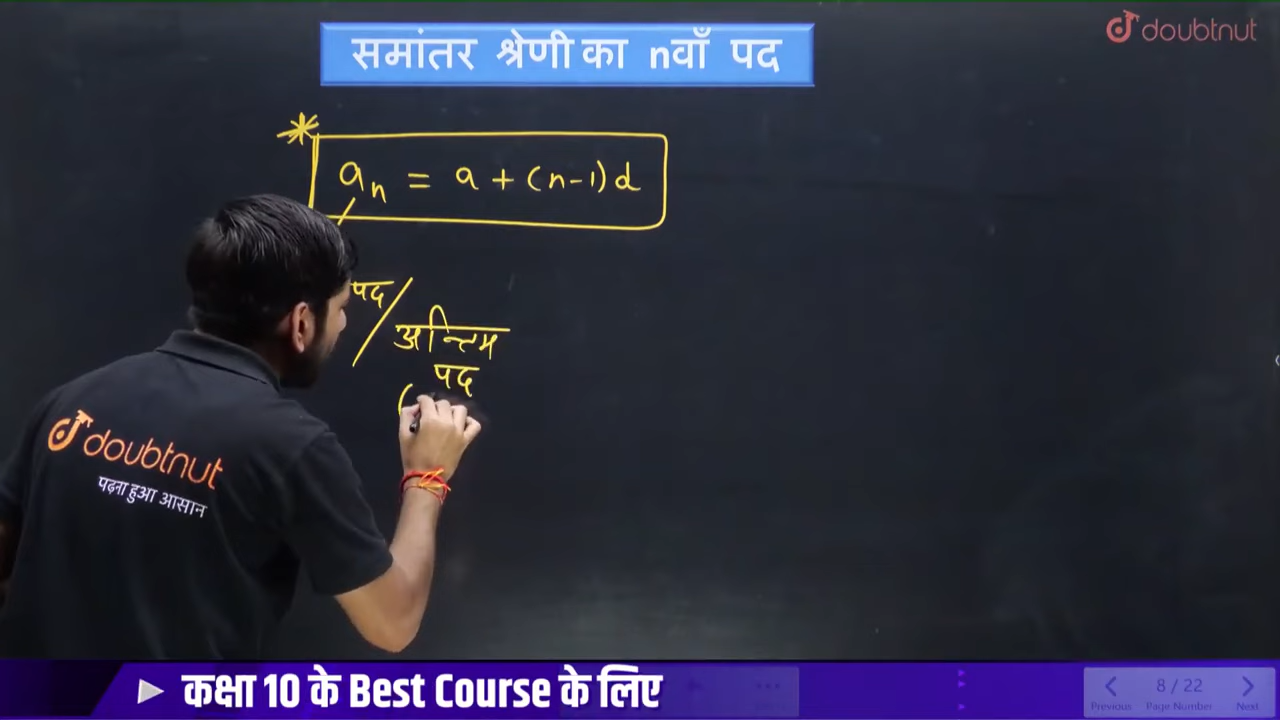 समांतर श्रेणी का nवाँ पद
doubtnut
* aₙ = a + (n-1)d
पद / अन्तिम
पद
(
doubtnut
पढ़ना हुआ आसान
कक्षा 10 के Best Course के लिए
8 / 22
Previous Page Number Next